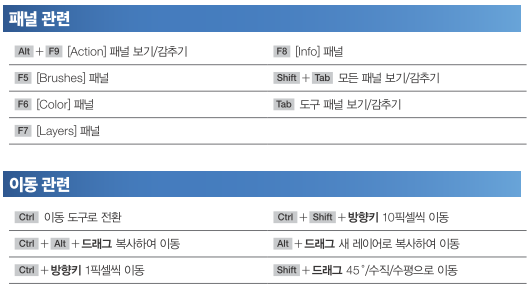 패널 관련
Alt + F9 [Action] 패널 보기/감추기
F8 [Info] 패널
F5 [Brushes] 패널
Shift + Tab 모든 패널 보기/감추기
F6 [Color] 패널
Tab 도구 패널 보기/감추기
F7 [Layers] 패널
이동 관련
Ctrl 이동 도구로 전환
Ctrl + Shift + 방향키 10픽셀씩 이동
Ctrl + Alt + 드래그 복사하여 이동
Alt + 드래그 새 레이어로 복사하여 이동
Ctrl + 방향키 1픽셀씩 이동
Shift + 드래그 45˚/수직/수평으로 이동